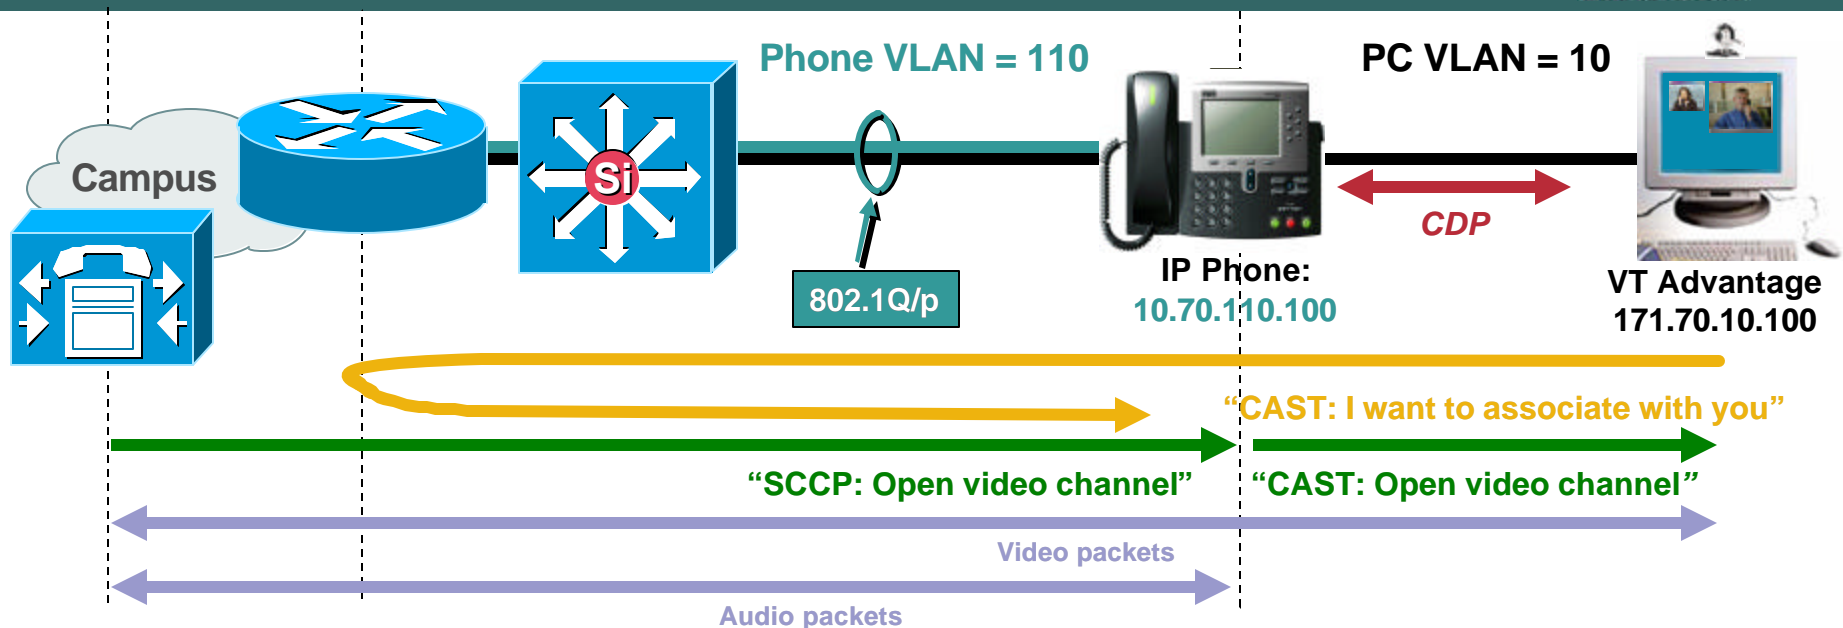 Phone VLAN = 110
PC VLAN = 10
Campus
Si
CDP
802.1Q/p
IP Phone:
10.70.110.100
VT Advantage
171.70.10.100
“CAST: I want to associate with you”
“SCCP: Open video channel”
“CAST: Open video channel”
Video packets
Audio packets